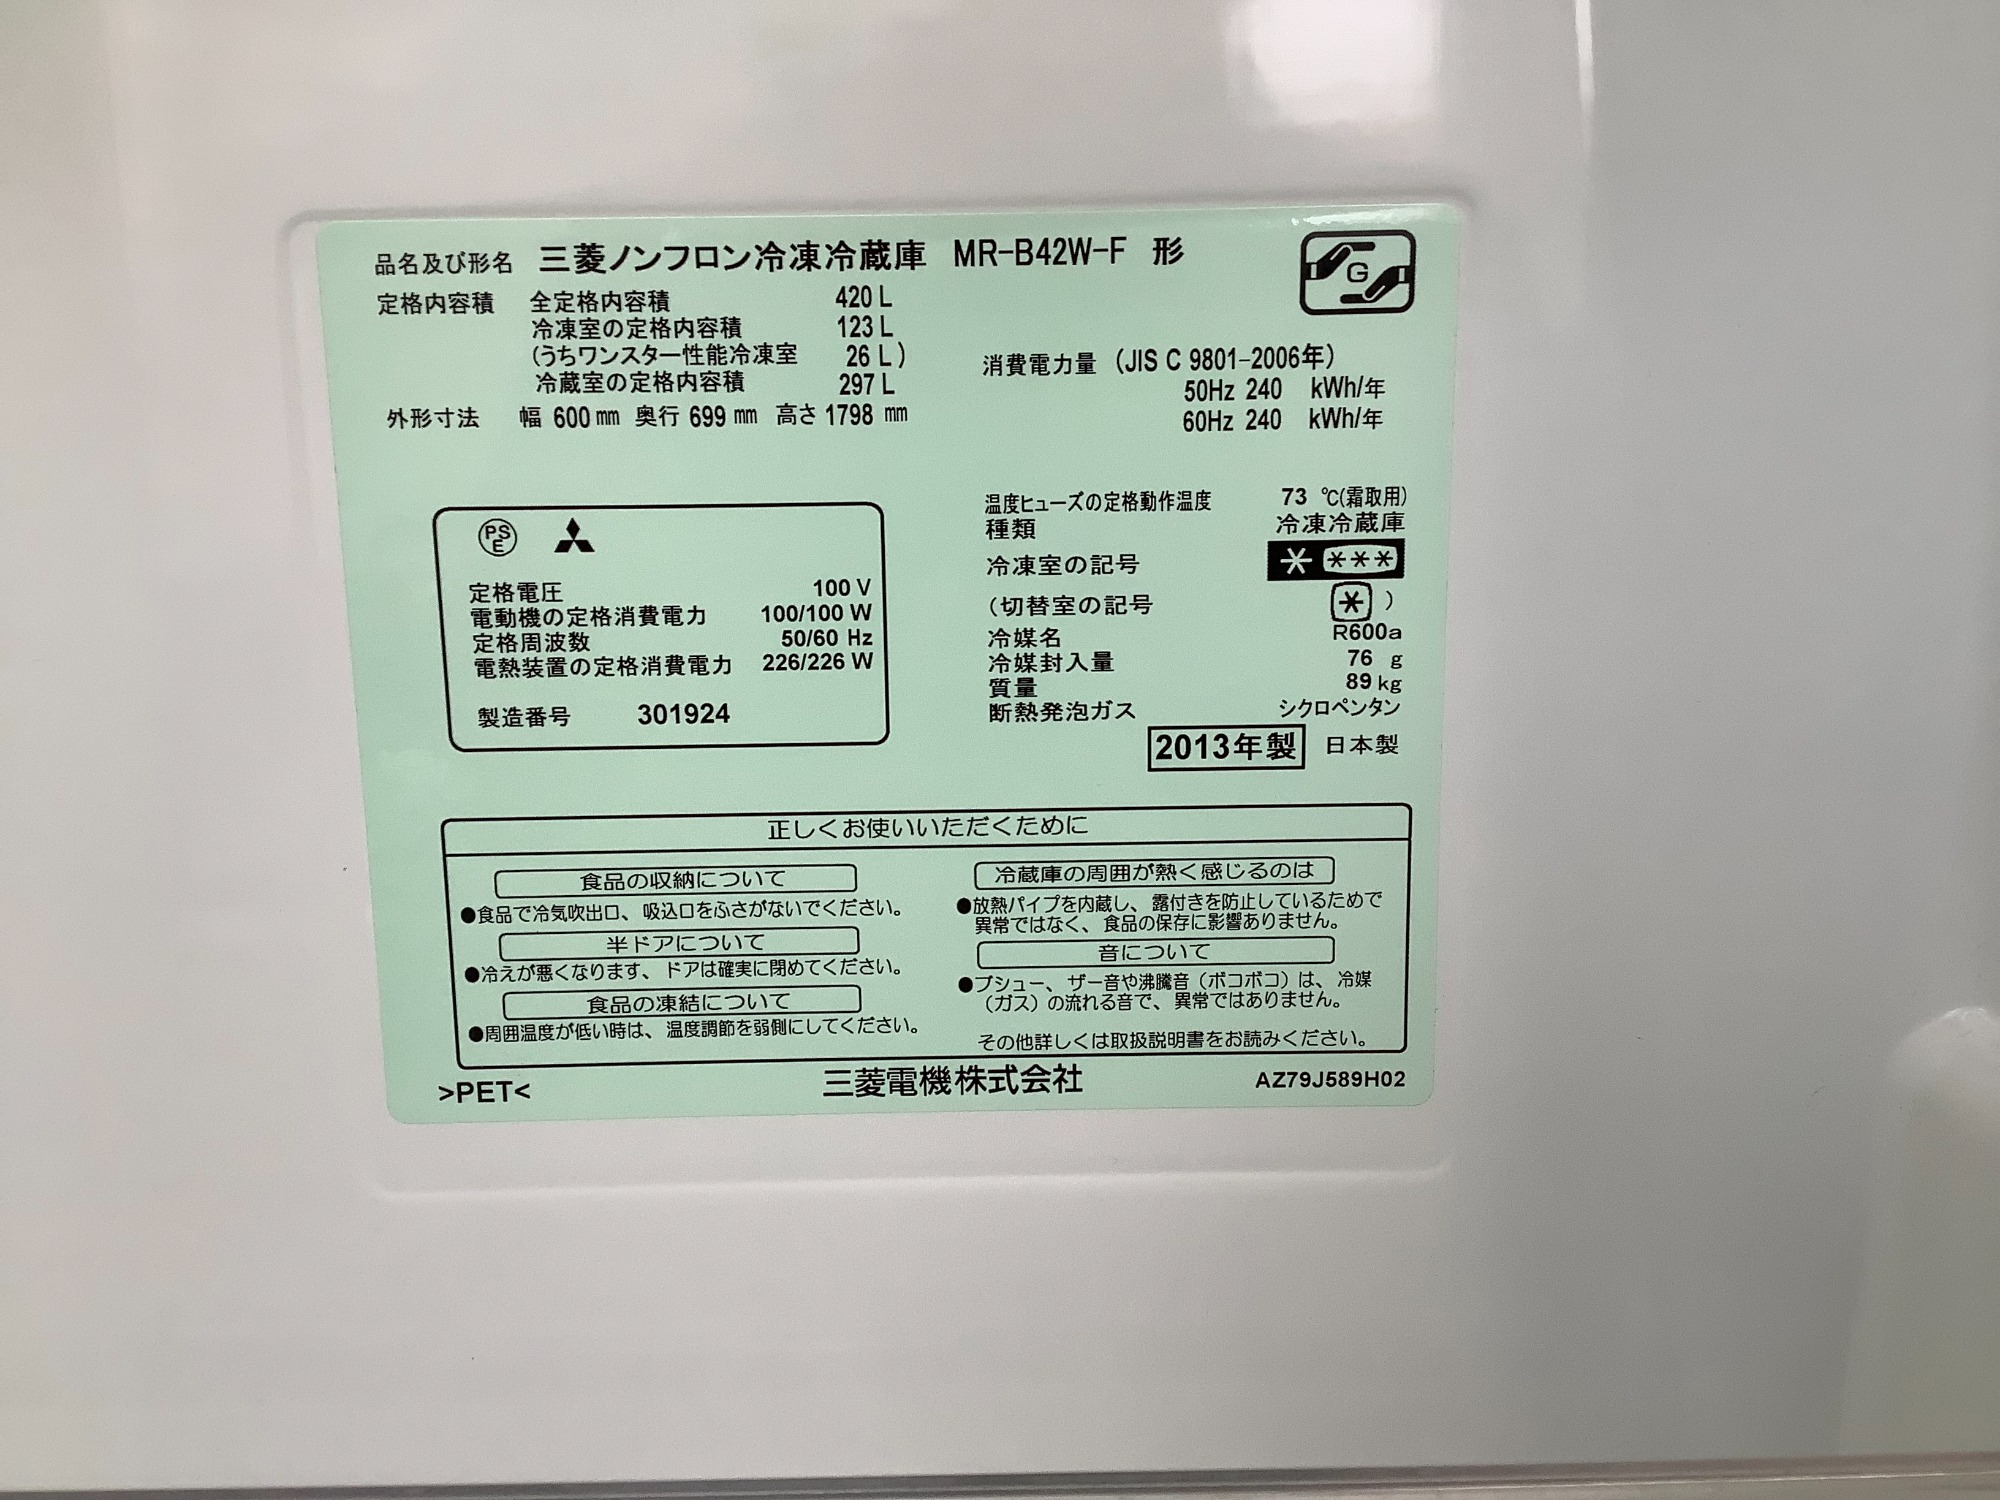 品名及び形名 三菱ノンフロン冷凍冷蔵庫 MR-B42W-F 形
G
定格内容積 全定格内容積 420 L
冷凍室の定格内容積 123 L
(うちワンスター性能冷凍室 26 L)
冷蔵室の定格内容積 297 L
外形寸法 幅 600 mm 奥行 699 mm 高さ 1798 mm
消費電力量 (JIS C 9801-2006年)
50Hz 240 kWh/年
60Hz 240 kWh/年
PSE
定格電圧 100 V
電動機の定格消費電力 100/100 W
定格周波数 50/60 Hz
電熱装置の定格消費電力 226/226 W
製造番号 301924
温度ヒューズの定格動作温度 73 ℃(霜取用)
種類 冷凍冷蔵庫
冷凍室の記号 * ***
(切替室の記号 * )
冷媒名 R600a
冷媒封入量 76 g
質量 89 kg
断熱発泡ガス シクロペンタン
2013年製 日本製
正しくお使いいただくために
食品の収納について
●食品で冷気吹出口、吸込口をふさがないでください。
半ドアについて
●冷えが悪くなります、ドアは確実に閉めてください。
食品の凍結について
●周囲温度が低い時は、温度調節を弱側にしてください。
冷蔵庫の周囲が熱く感じるのは
●放熱パイプを内蔵し、露付きを防止しているためで
異常ではなく、食品の保存に影響ありません。
音について
●プシュー、ザー音や沸騰音(ボコボコ)は、冷媒
(ガス)の流れる音で、異常ではありません。
その他詳しくは取扱説明書をお読みください。
>PET< 三菱電機株式会社 AZ79J589H02